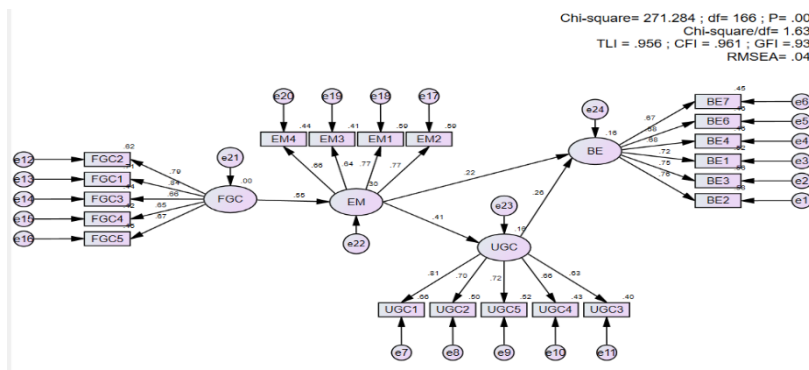 Chi-square= 271.284 ; df= 166 ; P= .00
Chi-square/df= 1.63
TLI = .956 ; CFI = .961 ; GFI=.93
RMSEA= .04
e20 e19 e18 e17
.44 .41 .59 .59
EM4 EM3 EM1 EM2
.66 .64 .77 .77
e24
.16
BE
.45
BE7 e6
BE6 e5
BE4 e4
BE1 e3
BE3 e2
BE2 e1
.67
.68
.68
.72
.75
.76
e12 FGC2 .62
e13 FGC1
e14 FGC3
e15 FGC4
e16 FGC5
.79
.84
.66
.65
.67
e21
.00
FGC
.55
.30
EM
e22
.22
.41
.26
e23
UGC
.81 .70 .72 .66 .63
.66 .50 .52 .43 .40
UGC1 UGC2 UGC5 UGC4 UGC3
e7 e8 e9 e10 e11